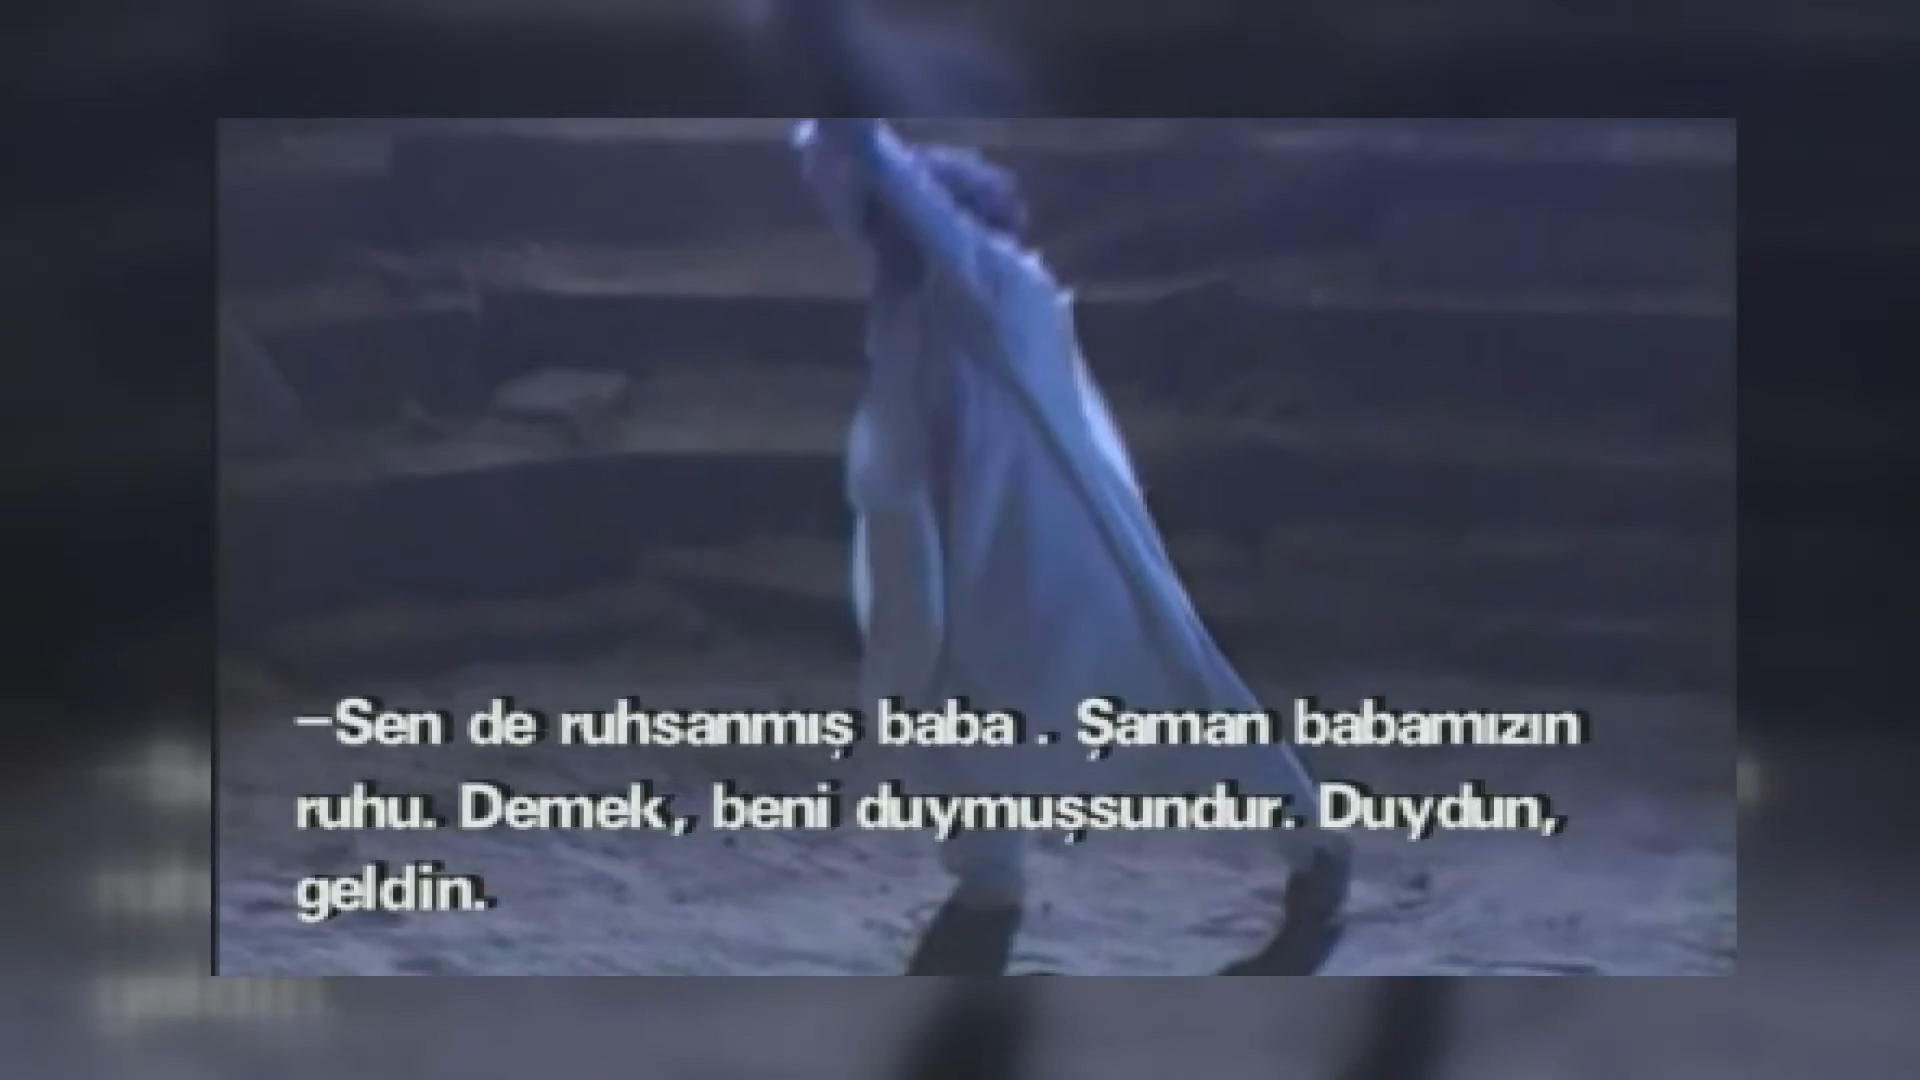 –Sen de ruhsanmış baba . Şaman babamızın
ruhu. Demek, beni duymuşsundur. Duydun,
geldin.